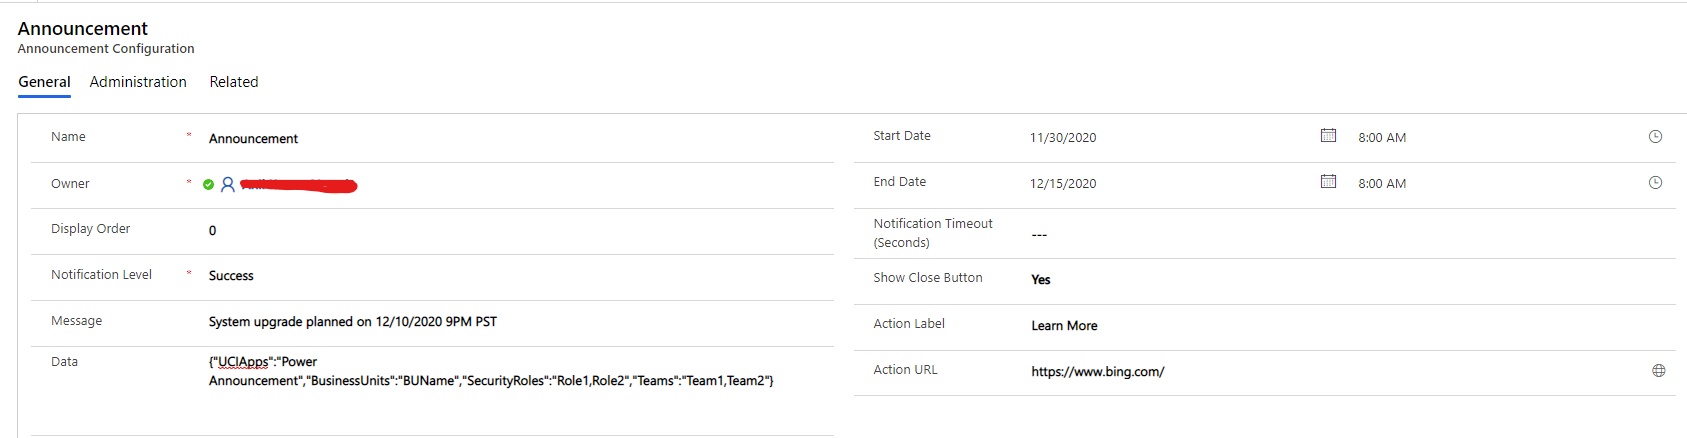 Announcement
Announcement Configuration
General Administration Related
Name * Announcement
Owner *
Display Order 0
Notification Level * Success
Message System upgrade planned on 12/10/2020 9PM PST
Data {"UCIApps":"Power
Announcement","BusinessUnits":"BUName","SecurityRoles":"Role1,Role2","Teams":"Team1,Team2"}
Start Date 11/30/2020 8:00 AM
End Date 12/15/2020 8:00 AM
Notification Timeout
(Seconds) ---
Show Close Button Yes
Action Label Learn More
Action URL https://www.bing.com/